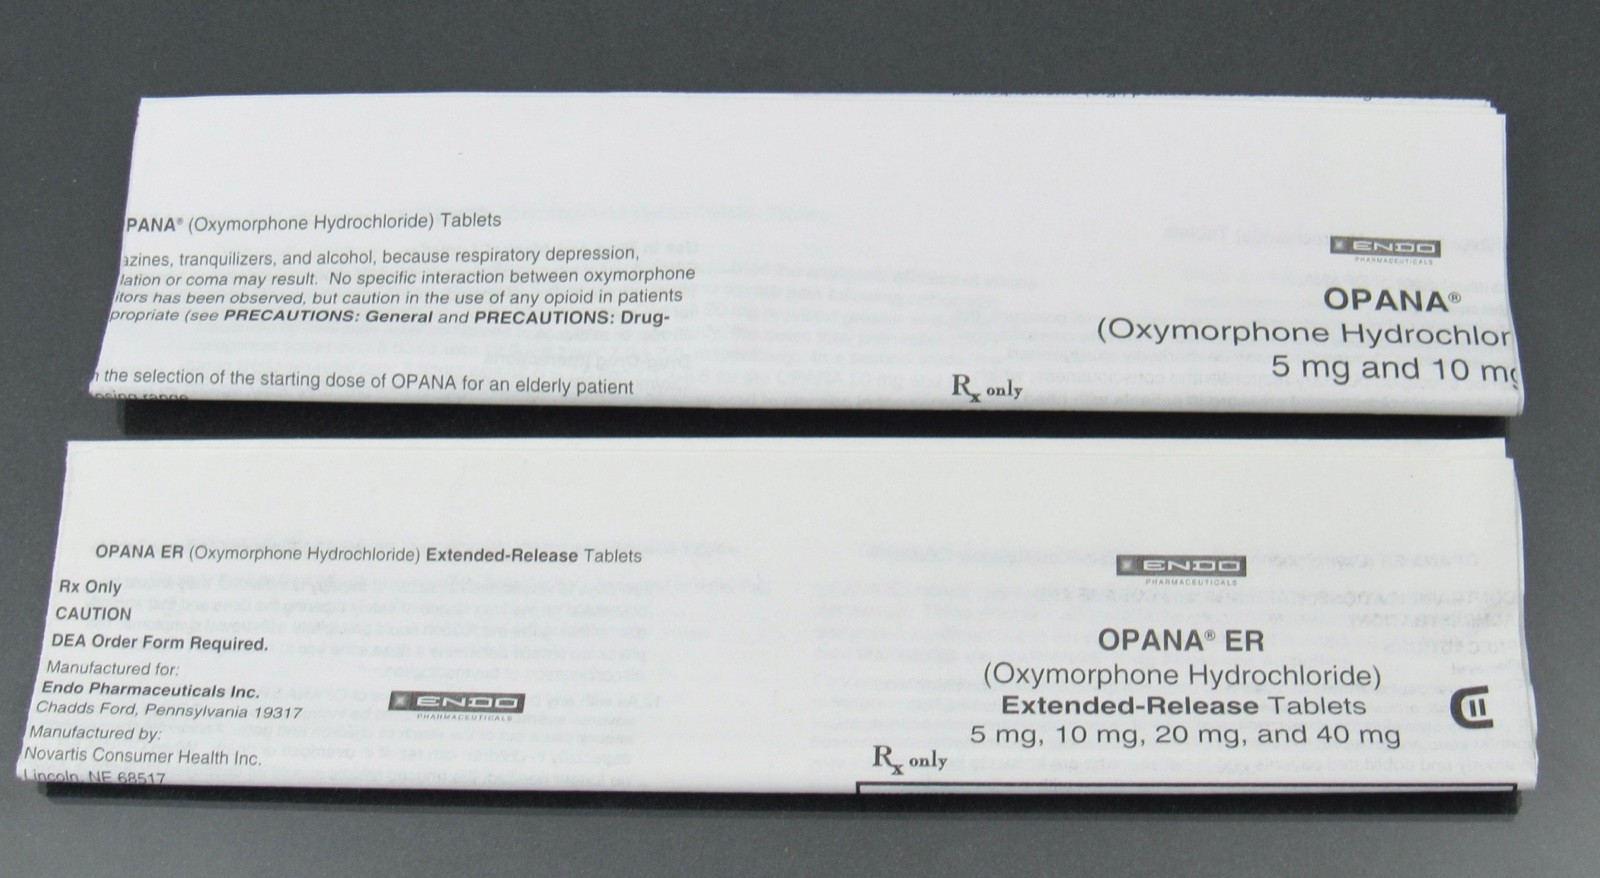 PANA® (Oxymorphone Hydrochloride) Tablets
azines, tranquilizers, and alcohol, because respiratory depression,
lation or coma may result. No specific interaction between oxymorphone
itors has been observed, but caution in the use of any opioid in patients
propriate (see PRECAUTIONS: General and PRECAUTIONS: Drug-
the selection of the starting dose of OPANA for an elderly patient
ENDO
PHARMACEUTICALS
OPANA®
(Oxymorphone Hydrochlor
5 mg and 10 mg
Rx only
OPANA ER (Oxymorphone Hydrochloride) Extended-Release Tablets
Rx Only
CAUTION
DEA Order Form Required.
Manufactured for:
Endo Pharmaceuticals Inc.
Chadds Ford, Pennsylvania 19317
Manufactured by:
Novartis Consumer Health Inc.
Lincoln, NE 68517
ENDO
PHARMACEUTICALS
ENDO
PHARMACEUTICALS
OPANA® ER
(Oxymorphone Hydrochloride)
Extended-Release Tablets
5 mg, 10 mg, 20 mg, and 40 mg
CII
Rx only